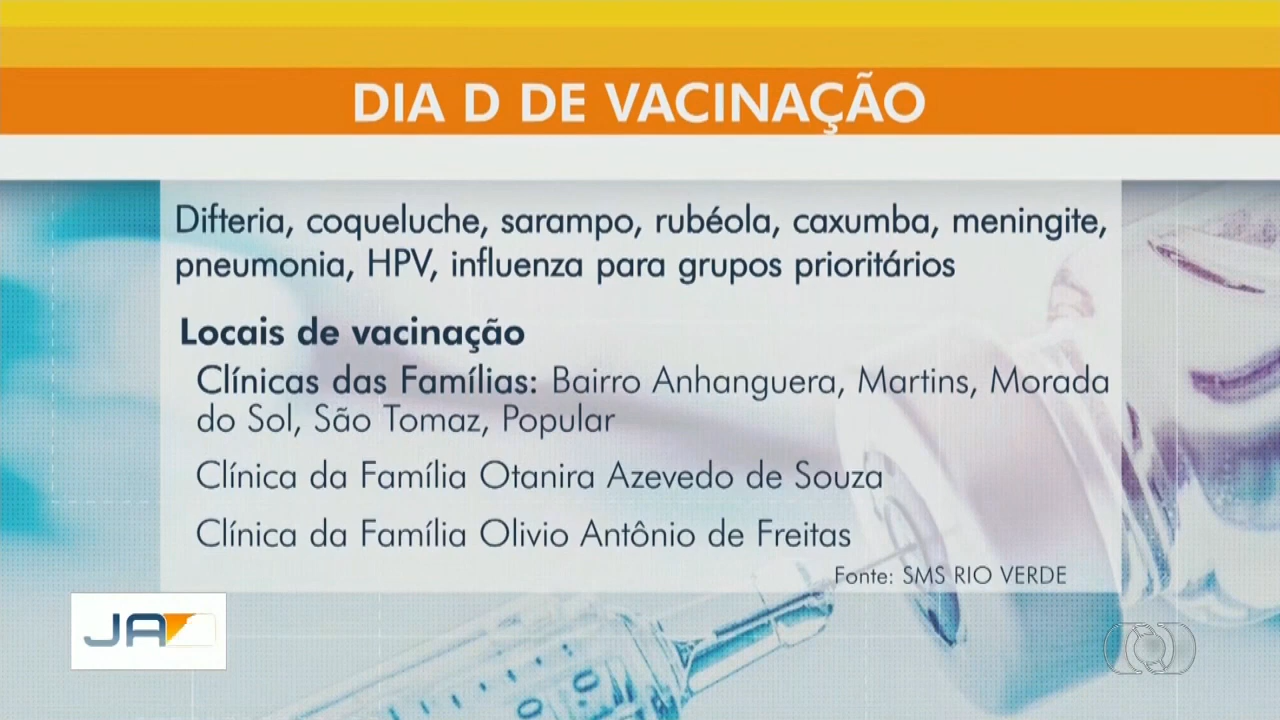 DIA D DE VACINAÇÃO
Difteria, coqueluche, sarampo, rubéola, caxumba, meningite,
pneumonia, HPV, influenza para grupos prioritários
Locais de vacinação
Clínicas das Famílias: Bairro Anhanguera, Martins, Morada
do Sol, São Tomaz, Popular
Clínica da Família Otanira Azevedo de Souza
Clínica da Família Olivio Antônio de Freitas
Fonte: SMS RIO VERDE
JA